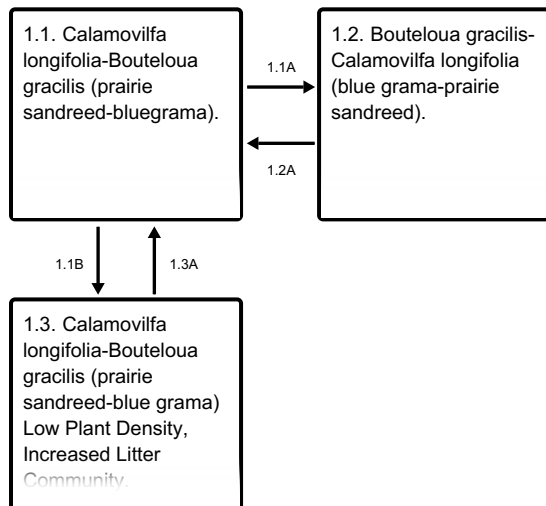 1.1. Calamovilfa
longifolia-Bouteloua
gracilis (prairie
sandreed-bluegrama).
1.1A
1.2A
1.2. Bouteloua gracilis-
Calamovilfa longifolia
(blue grama-prairie
sandreed).
1.1B
1.3A
1.3. Calamovilfa
longifolia-Bouteloua
gracilis (prairie
sandreed-blue grama)
Low Plant Density,
Increased Litter
Community.